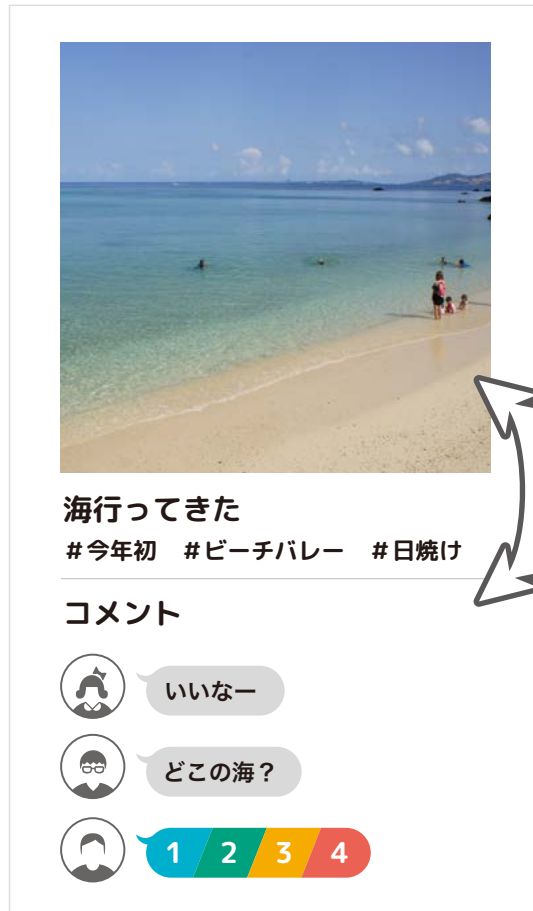 海行ってきた
#今年初 #ビーチバレー #日焼け
コメント
いいなー
どこの海？
1 2 3 4